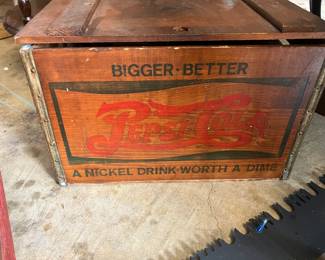 BIGGER-BETTER
Pepsi:Cola
A NICKEL DRINK-WORTH A DIME